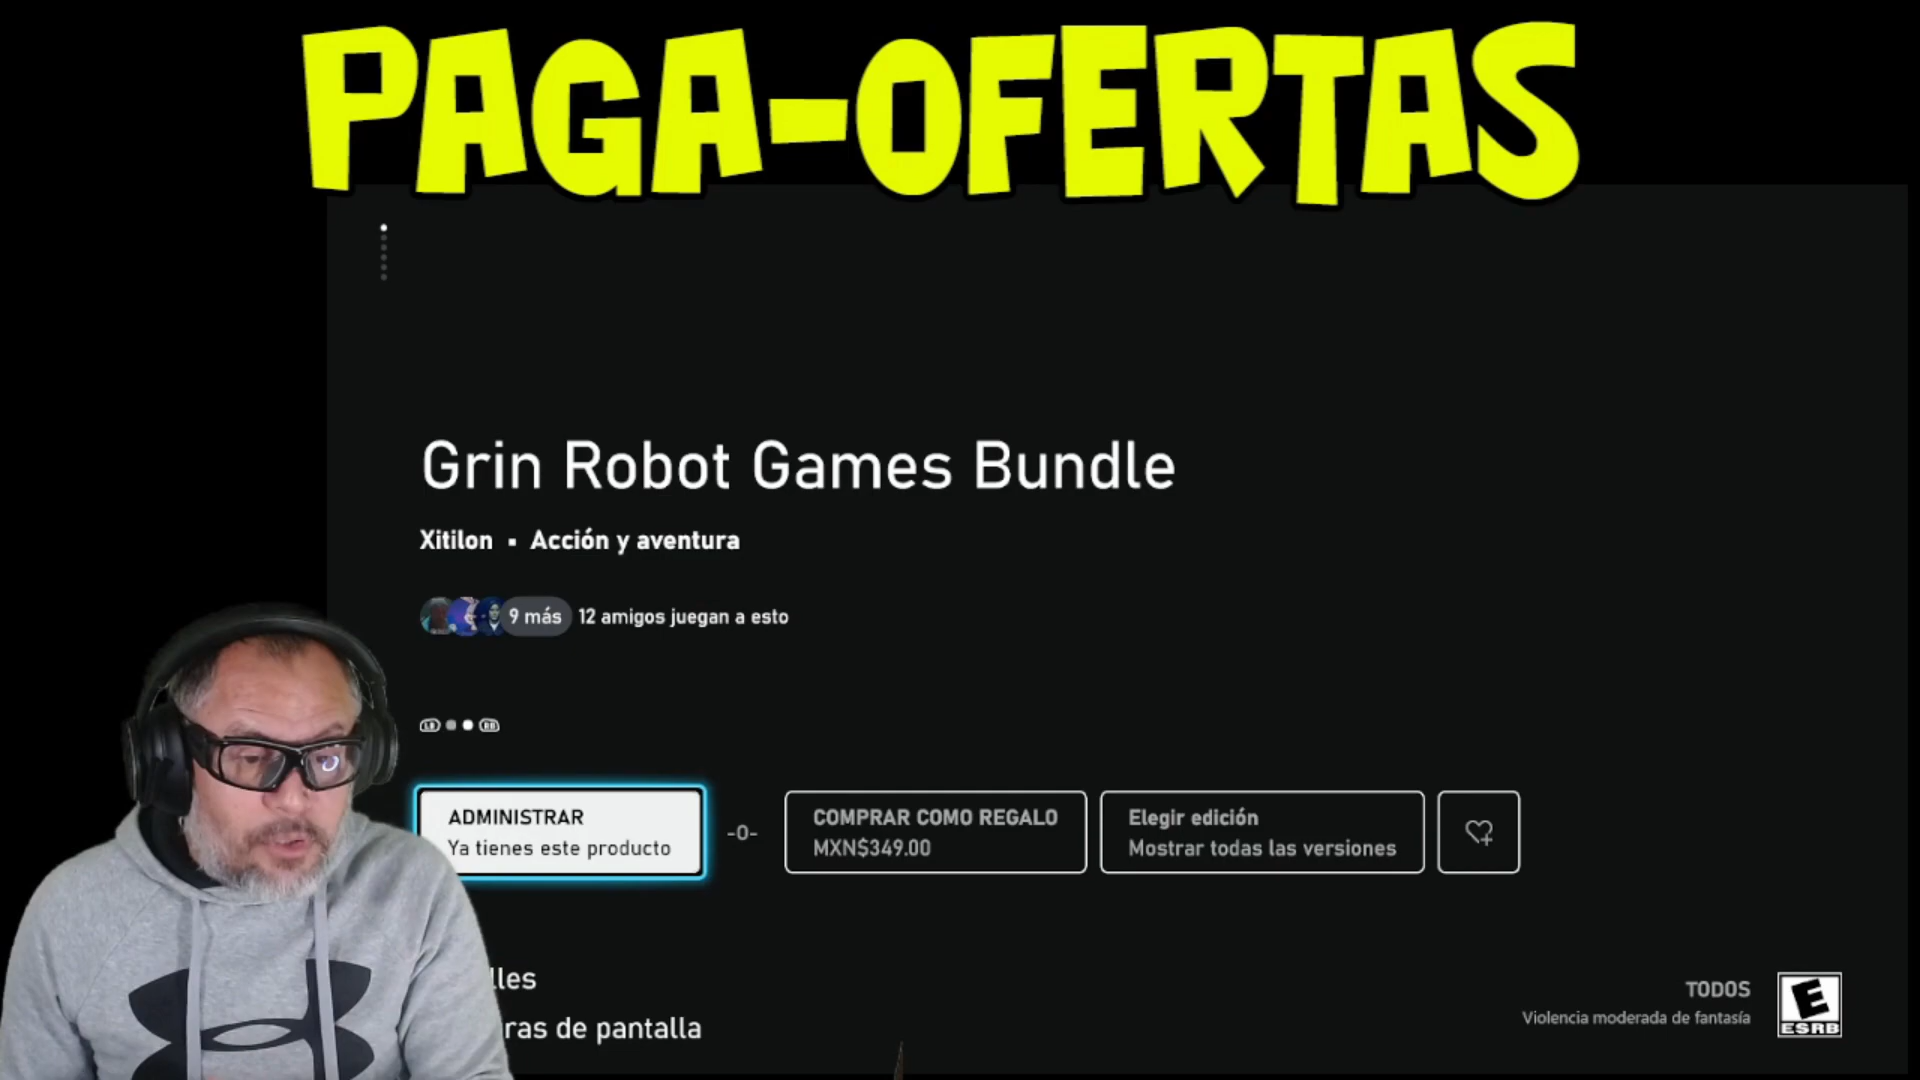 PAGA-OFERTAS
Grin Robot Games Bundle
Xitilon ▪ Acción y aventura
9 más 12 amigos juegan a esto
LB RB
ADMINISTRAR
Ya tienes este producto
-0-
COMPRAR COMO REGALO
MXN$349.00
Elegir edición
Mostrar todas las versiones
lles
ras de pantalla
TODOS
Violencia moderada de fantasía
E
ESRB